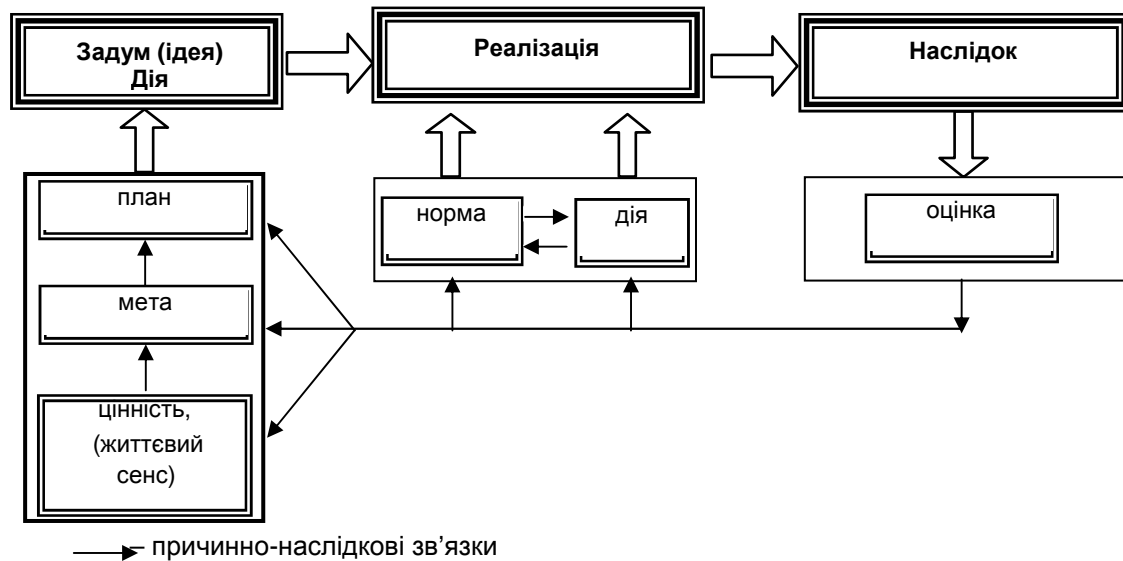 Задум (ідея)
Дія
Реалізація
Наслідок
план
мета
цінність,
(життєвий
сенс)
норма
дія
оцінка
– причинно-наслідкові зв’язки